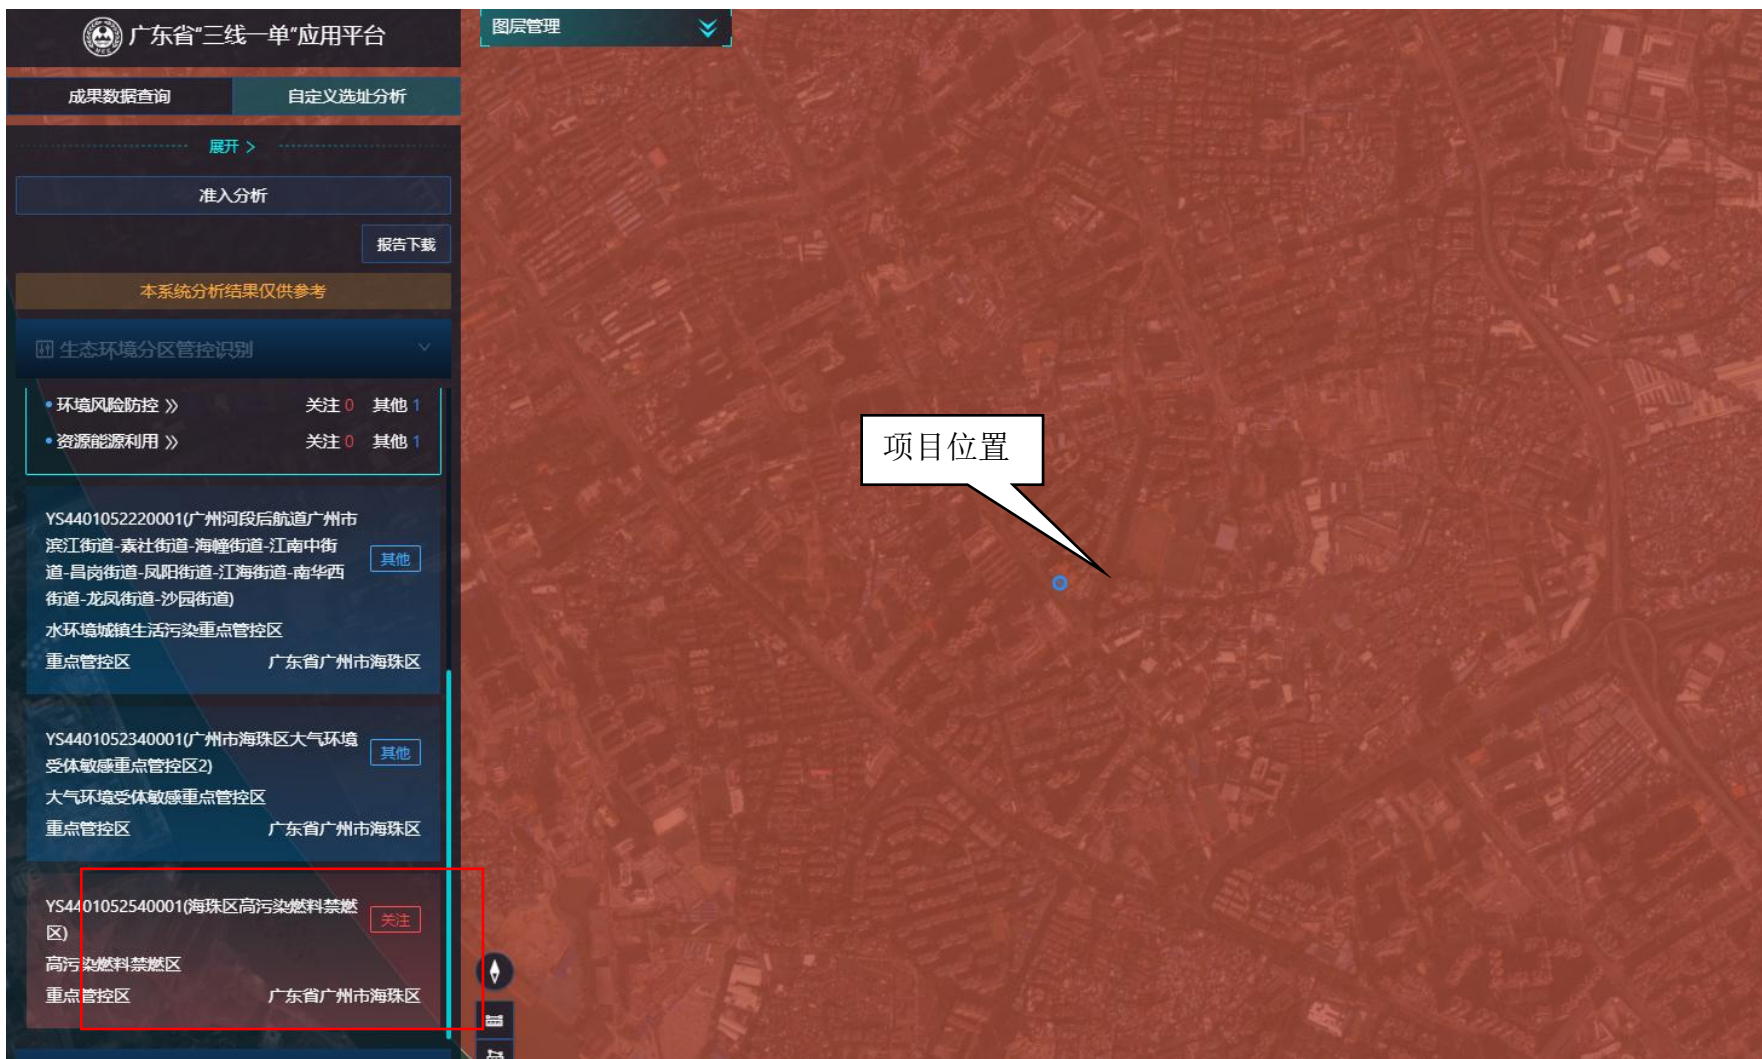 广东省“三线一单”应用平台
图层管理
成果数据查询
自定义选址分析
展开 >
准入分析
报告下载
本系统分析结果仅供参考
生态环境分区管控识别
环境风险防控 》 关注 0 其他 1
资源能源利用 》 关注 0 其他 1
项目位置
YS4401052220001(广州河段后航道广州市
滨江街道-素社街道-海幢街道-江南中街
道-昌岗街道-凤阳街道-江海街道-南华西
街道-龙凤街道-沙园街道)
其他
水环境城镇生活污染重点管控区
重点管控区 广东省广州市海珠区
YS4401052340001(广州市海珠区大气环境
受体敏感重点管控区2)
其他
大气环境受体敏感重点管控区
重点管控区 广东省广州市海珠区
YS4401052540001(海珠区高污染燃料禁燃
区)
关注
高污染燃料禁燃区
重点管控区 广东省广州市海珠区